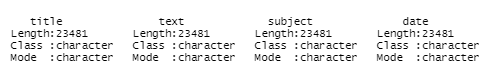 title text subject date
Length:23481 Length:23481 Length:23481 Length:23481
Class :character Class :character Class :character Class :character
Mode :character Mode :character Mode :character Mode :character